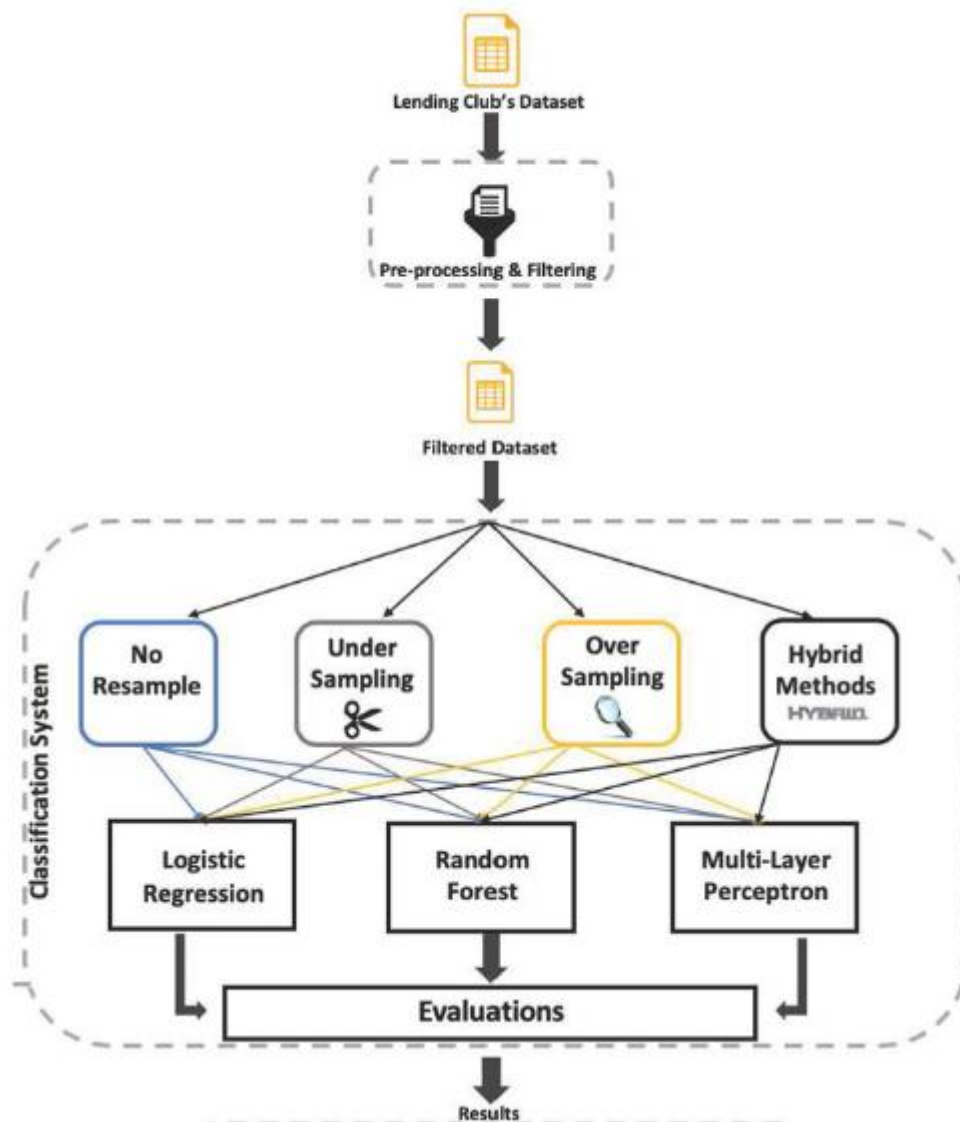 Lending Club's Dataset
Pre-processing & Filtering
Filtered Dataset
Classification System
No
Resample
Under
Sampling
Over
Sampling
Hybrid
Methods
HYBRID
Logistic
Regression
Random
Forest
Multi-Layer
Perceptron
Evaluations
Results